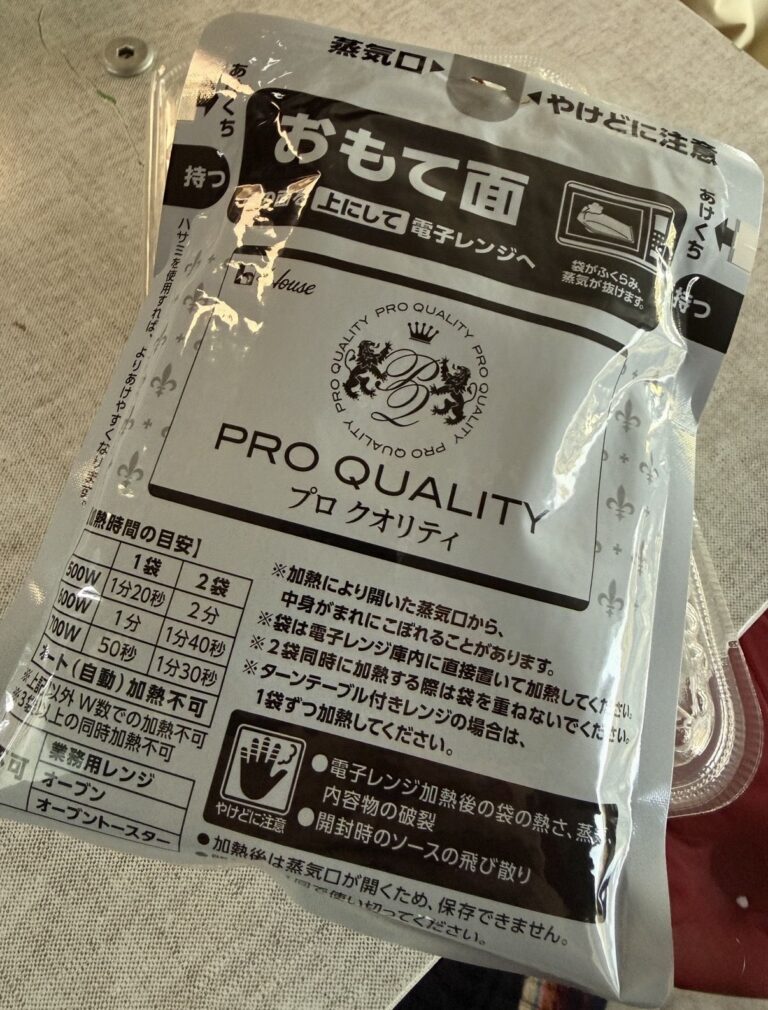 蒸気口▶
◀やけどに注意
あけくち
あけくち
持つ
持つ
おもて面
上にして 電子レンジへ
袋がふくらみ、
蒸気が抜けます。
ハサミを使用すれば、よりあけやすくなります。
House
PRO QUALITY PRO QUALITY PRO QUALITY PRO QUALITY
PQ
PRO QUALITY
プロ クオリティ
加熱時間の目安】
1袋 2袋
500W 1分20秒 2分
600W 1分 1分40秒
700W 50秒 1分30秒
ート(自動)加熱不可
※上記以外W数での加熱不可
※3袋以上の同時加熱不可
不可
業務用レンジ
オーブン
オーブントースター
※加熱により開いた蒸気口から、
中身がまれにこぼれることがあります。
※袋は電子レンジ庫内に直接置いて加熱してください。
※2袋同時に加熱する際は袋を重ねないでください。
※ターンテーブル付きレンジの場合は、
1袋ずつ加熱してください。
やけどに注意
●電子レンジ加熱後の袋の熱さ、蒸気
内容物の破裂
●開封時のソースの飛び散り
●加熱後は蒸気口が開くため、保存できません。
で使い切ってください。